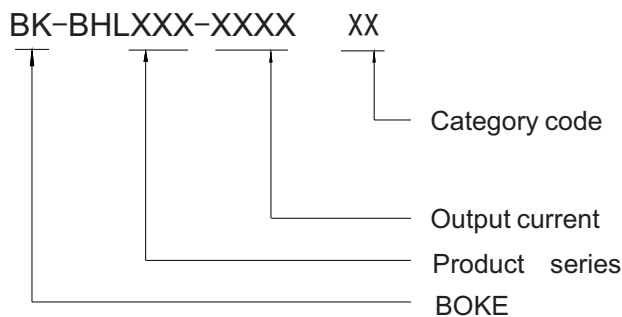 BK-BHLXXX-XXXX XX
Category code
Output current
Product series
BOKE